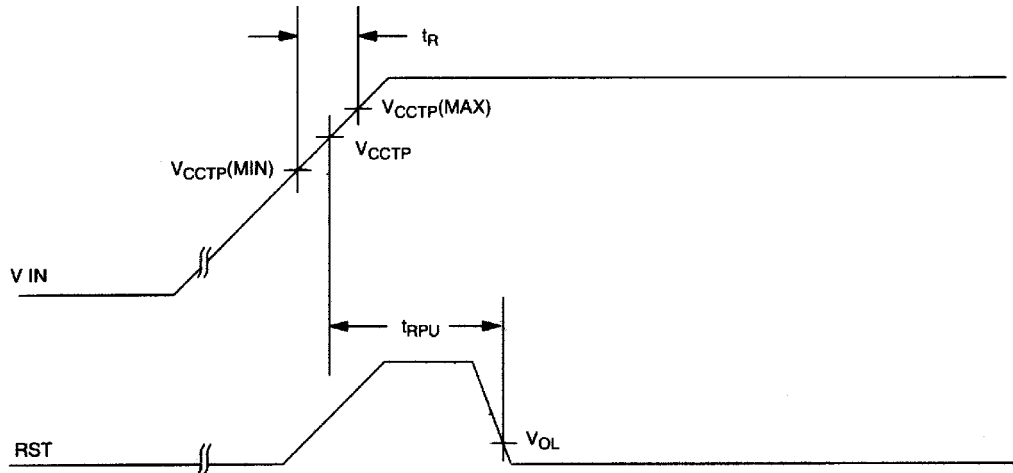 tR
VCCTP(MAX)
VCCTP
VCCTP(MIN)
V IN
tRPU
VOL
RST